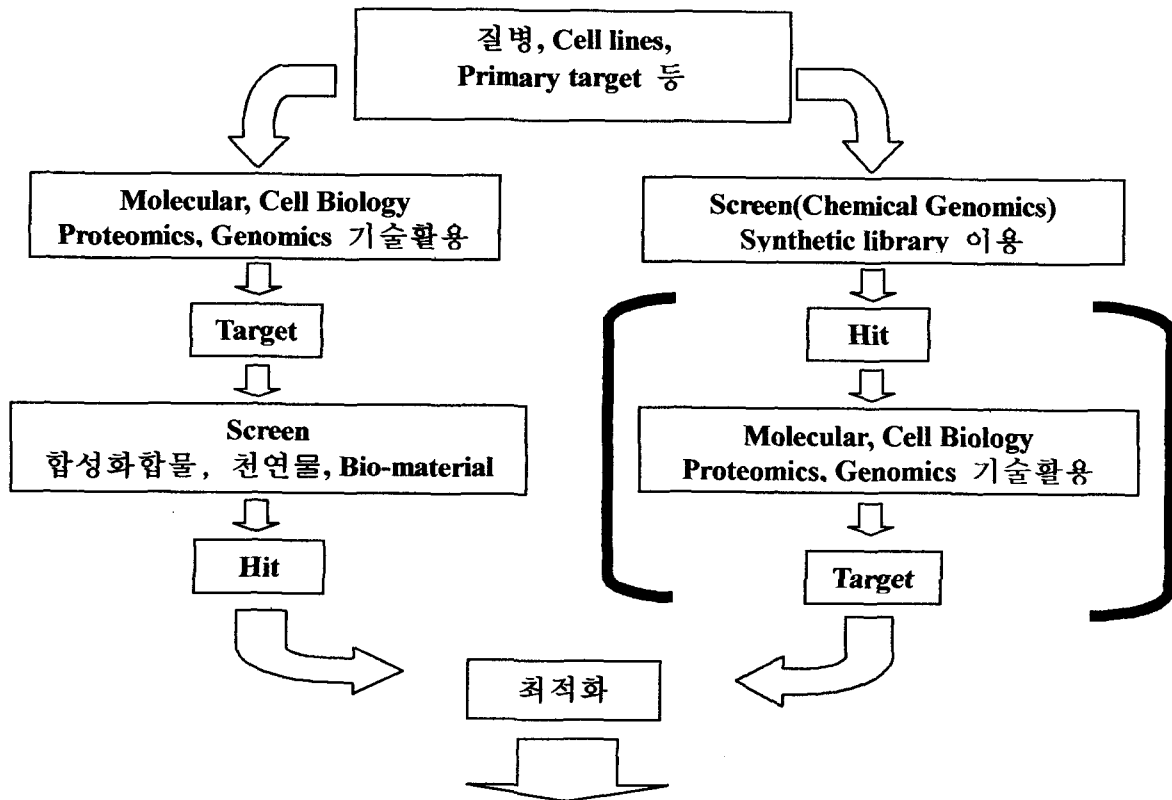 질병, Cell lines,
Primary target 등
Molecular, Cell Biology
Proteomics, Genomics 기술활용
Target
Screen
합성화합물, 천연물, Bio-material
Hit
Screen(Chemical Genomics)
Synthetic library 이용
Hit
Molecular, Cell Biology
Proteomics, Genomics 기술활용
Target
최적화